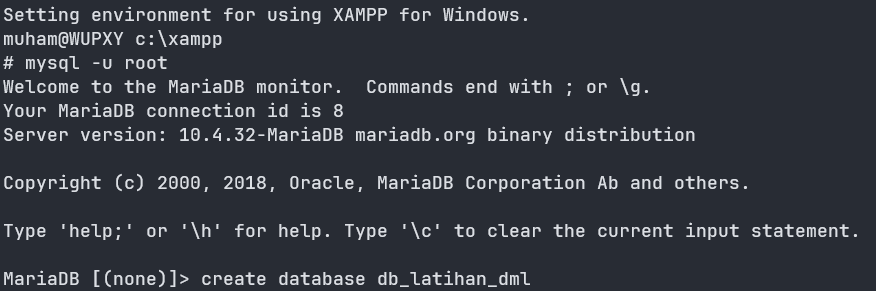 Setting environment for using XAMPP for Windows.
muham@WUPXY c:\xampp
# mysql -u root
Welcome to the MariaDB monitor.  Commands end with ; or \g.
Your MariaDB connection id is 8
Server version: 10.4.32-MariaDB mariadb.org binary distribution

Copyright (c) 2000, 2018, Oracle, MariaDB Corporation Ab and others.

Type 'help;' or '\h' for help. Type '\c' to clear the current input statement.

MariaDB [(none)]> create database db_latihan_dml